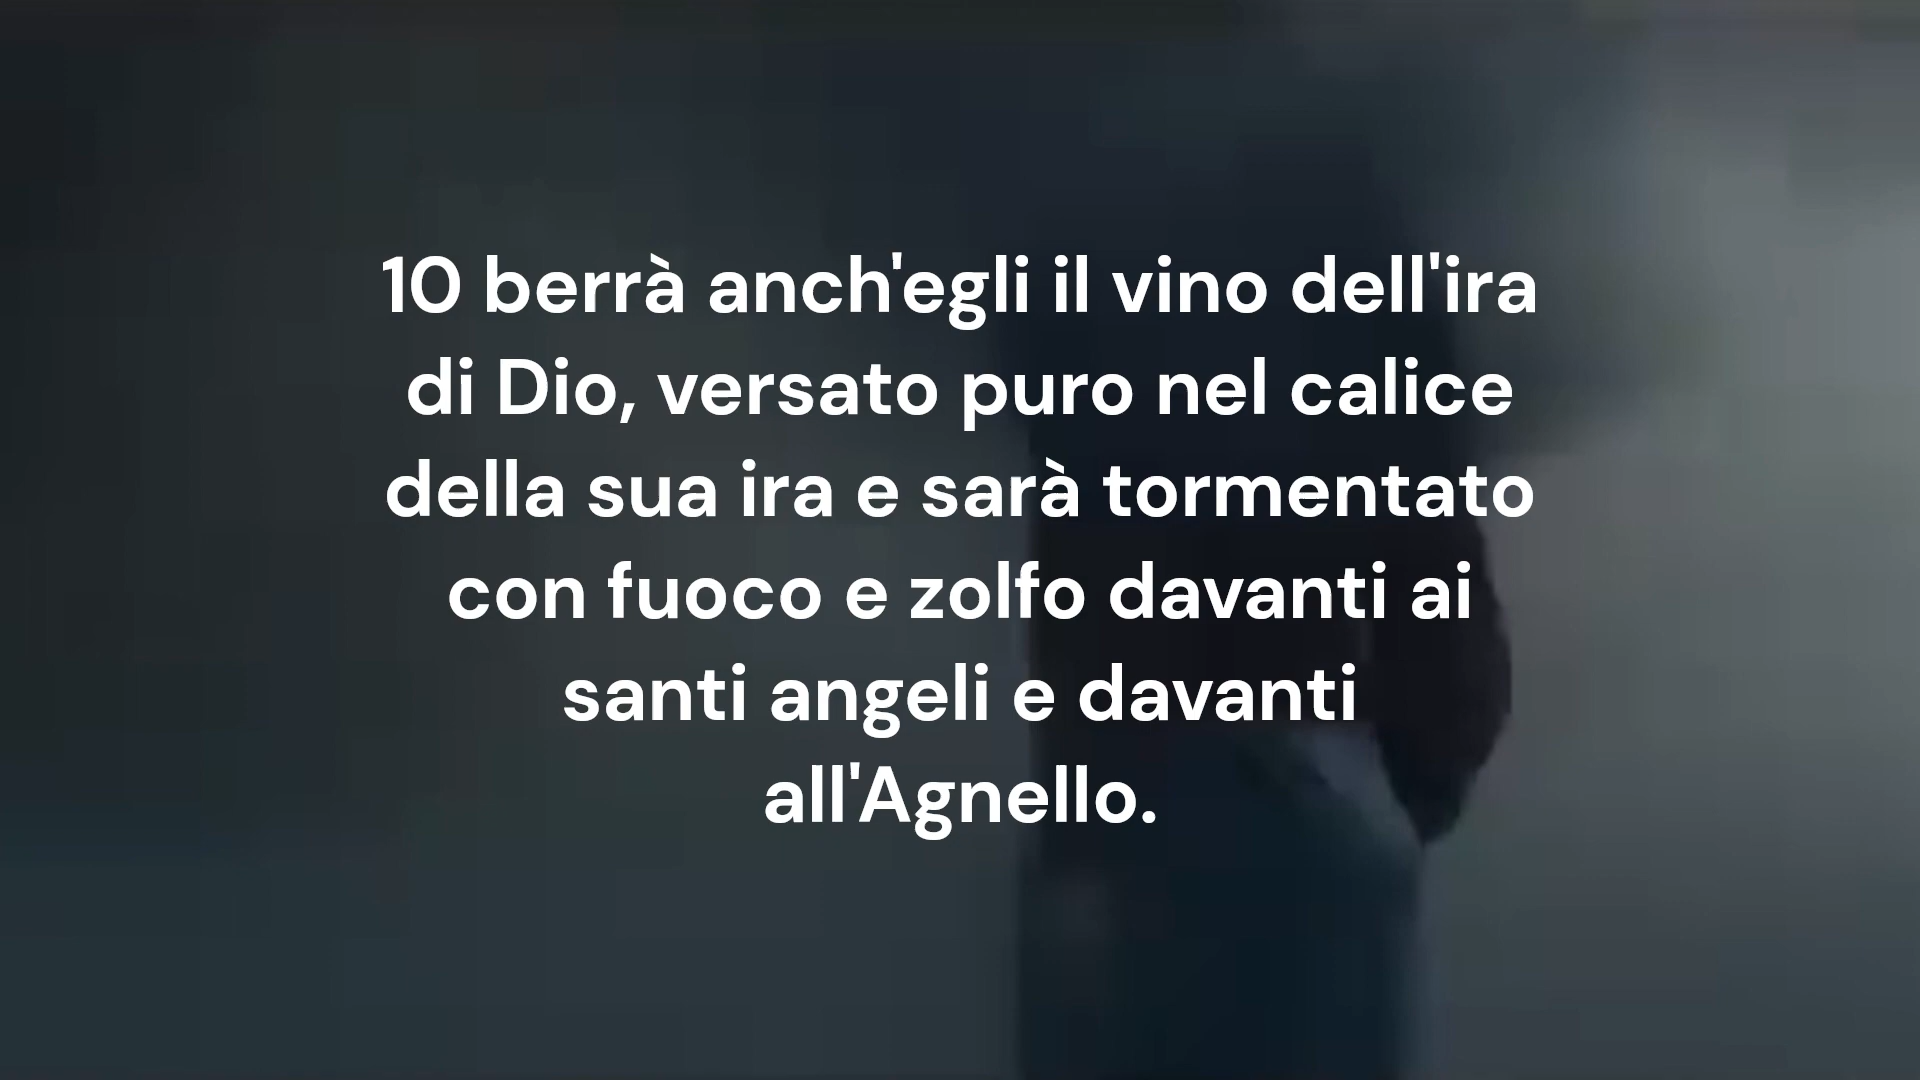 10 berrà anch'egli il vino dell'ira
di Dio, versato puro nel calice
della sua ira e sarà tormentato
con fuoco e zolfo davanti ai
santi angeli e davanti
all'Agnello.